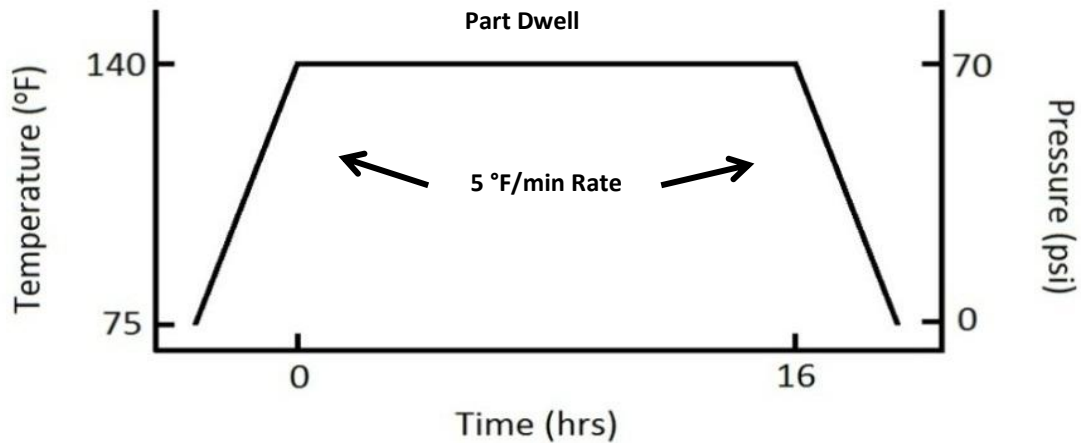 Part Dwell
140
70
Temperature (°F)
Pressure (psi)
5 °F/min Rate
75
0
0
16
Time (hrs)